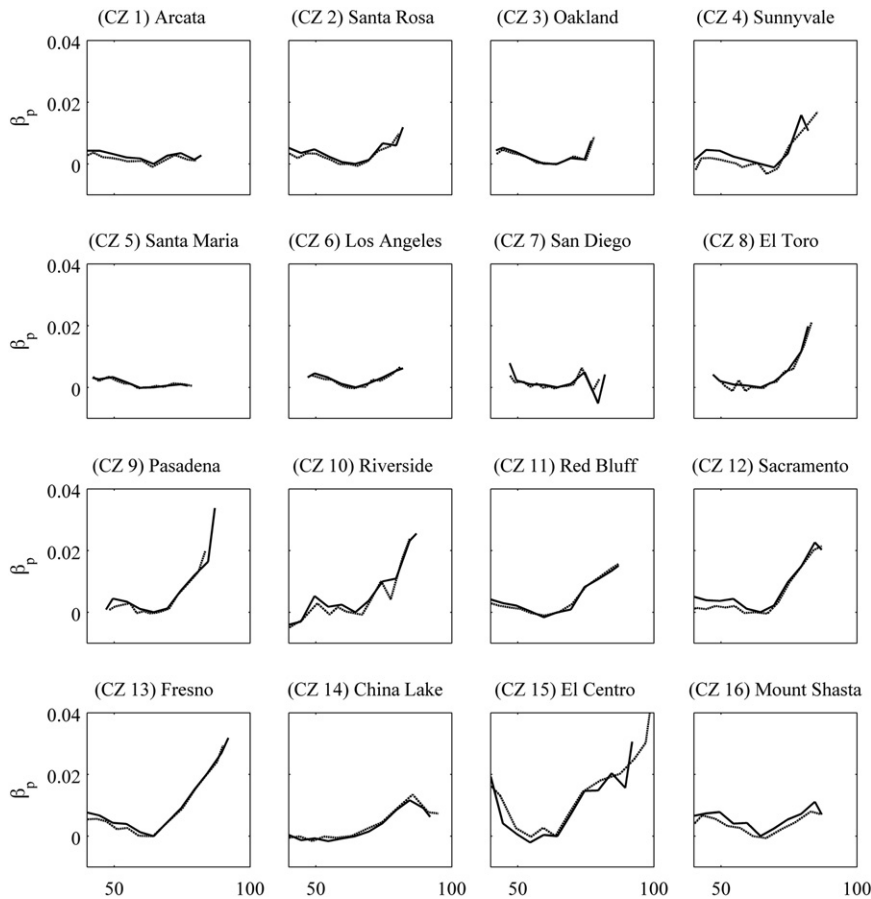 (CZ 1) Arcata
(CZ 2) Santa Rosa
(CZ 3) Oakland
(CZ 4) Sunnyvale
0.04
0.02
0
βp
(CZ 5) Santa Maria
(CZ 6) Los Angeles
(CZ 7) San Diego
(CZ 8) El Toro
0.04
0.02
0
βp
(CZ 9) Pasadena
(CZ 10) Riverside
(CZ 11) Red Bluff
(CZ 12) Sacramento
0.04
0.02
0
βp
(CZ 13) Fresno
(CZ 14) China Lake
(CZ 15) El Centro
(CZ 16) Mount Shasta
0.04
0.02
0
βp
50
100
50
100
50
100
50
100